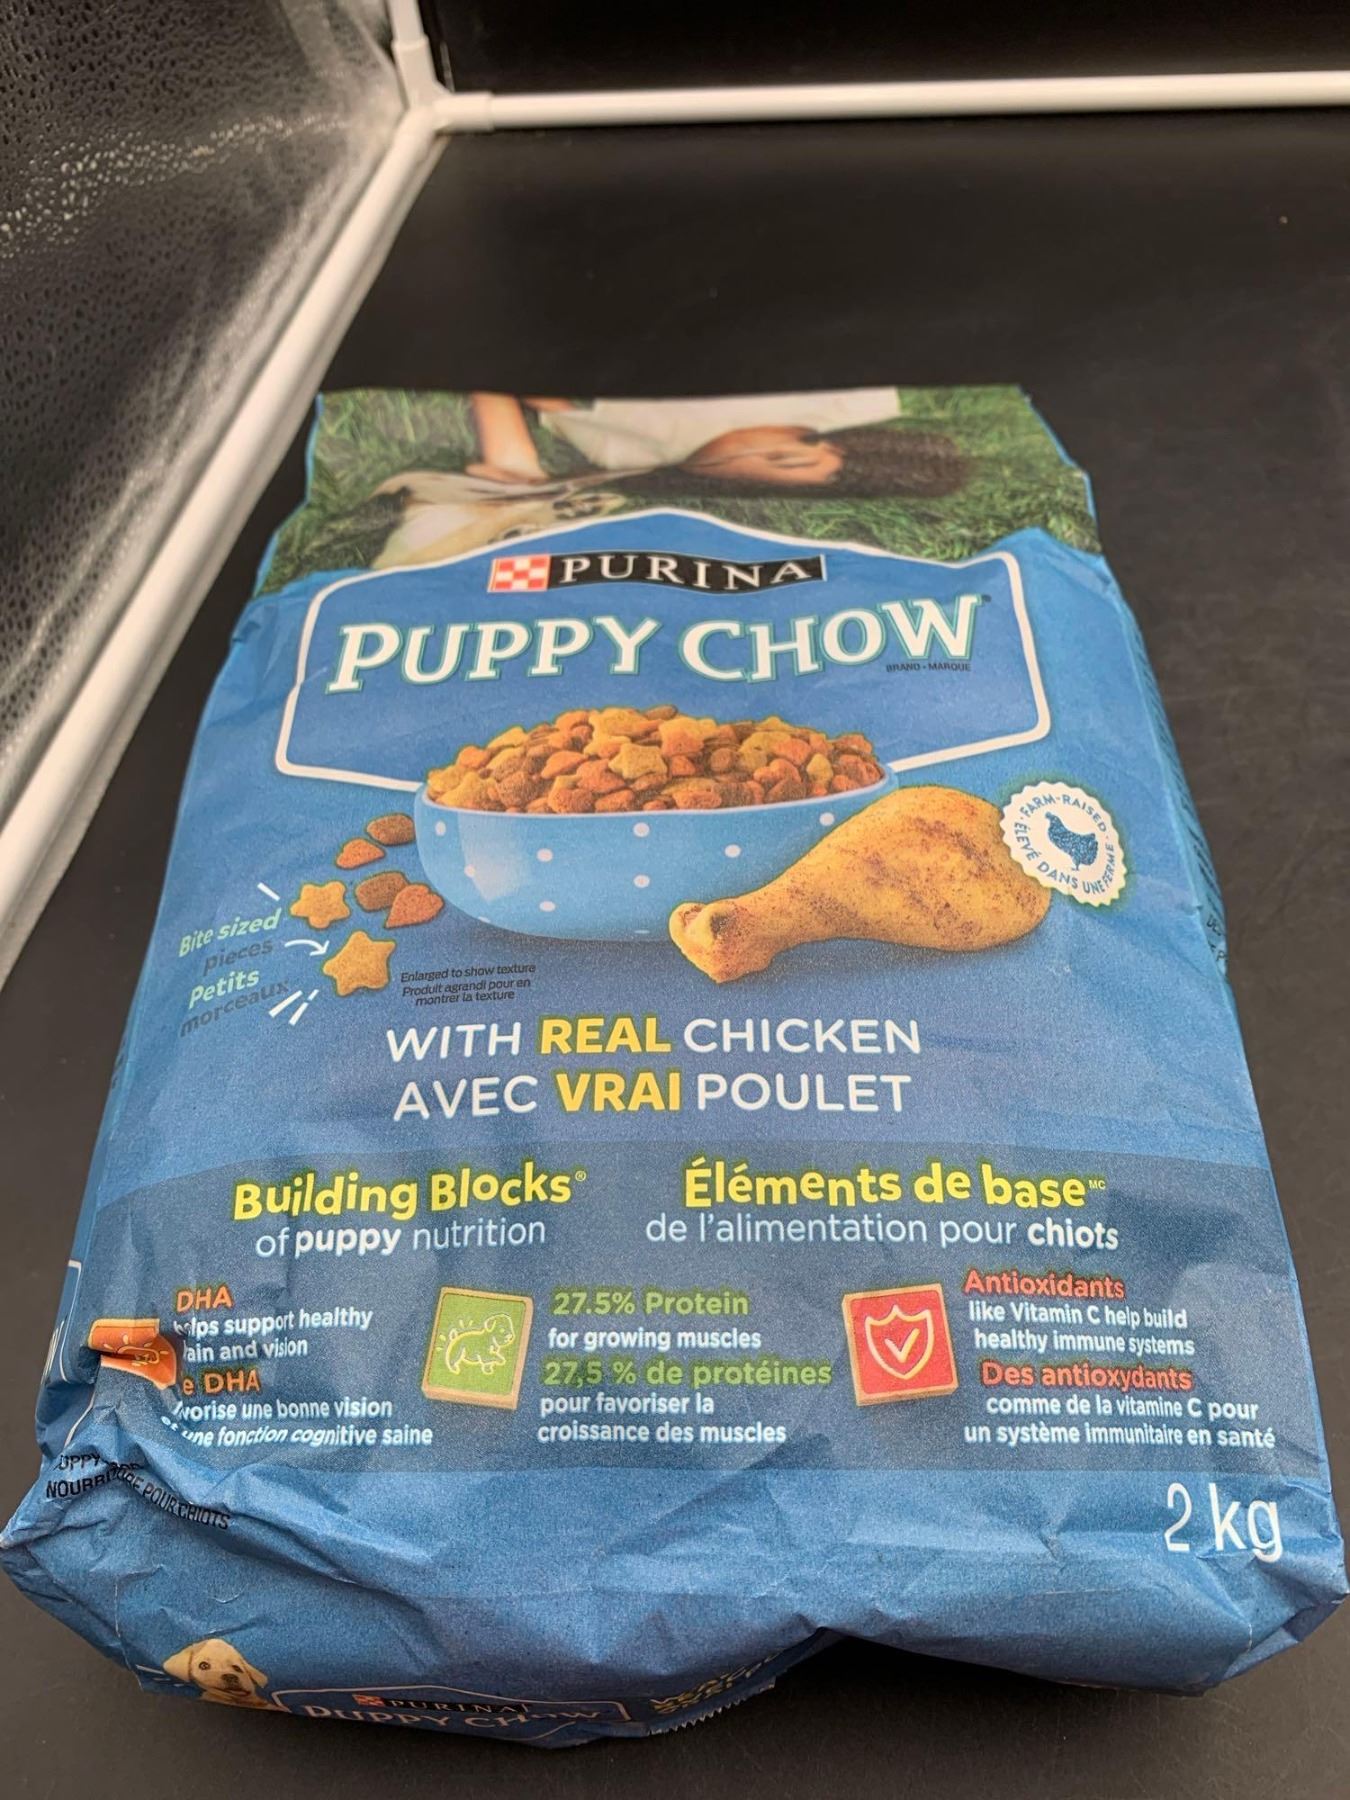 PURINA
PUPPY CHOW
BRAND • MARQUE
FARM-RAISED
ÉLEVÉ DANS UNE FERME
Bite sized
pieces
Petits
morceaux
Enlarged to show texture
Produit agrandi pour en
montrer la texture
WITH REAL CHICKEN
AVEC VRAI POULET
Building Blocks®
of puppy nutrition
Éléments de base MC
de l'alimentation pour chiots
DHA
helps support healthy
and vision
DHA
une bonne vision
une fonction cognitive saine
27.5% Protein
for growing muscles
27,5 % de protéines
pour favoriser la
croissance des muscles
Antioxidants
like Vitamin C help build
healthy immune systems
Des antioxydants
comme de la vitamine C pour
un système immunitaire en santé
2 kg
POUR CHIOTS
PURINA
PUPPY CHOW